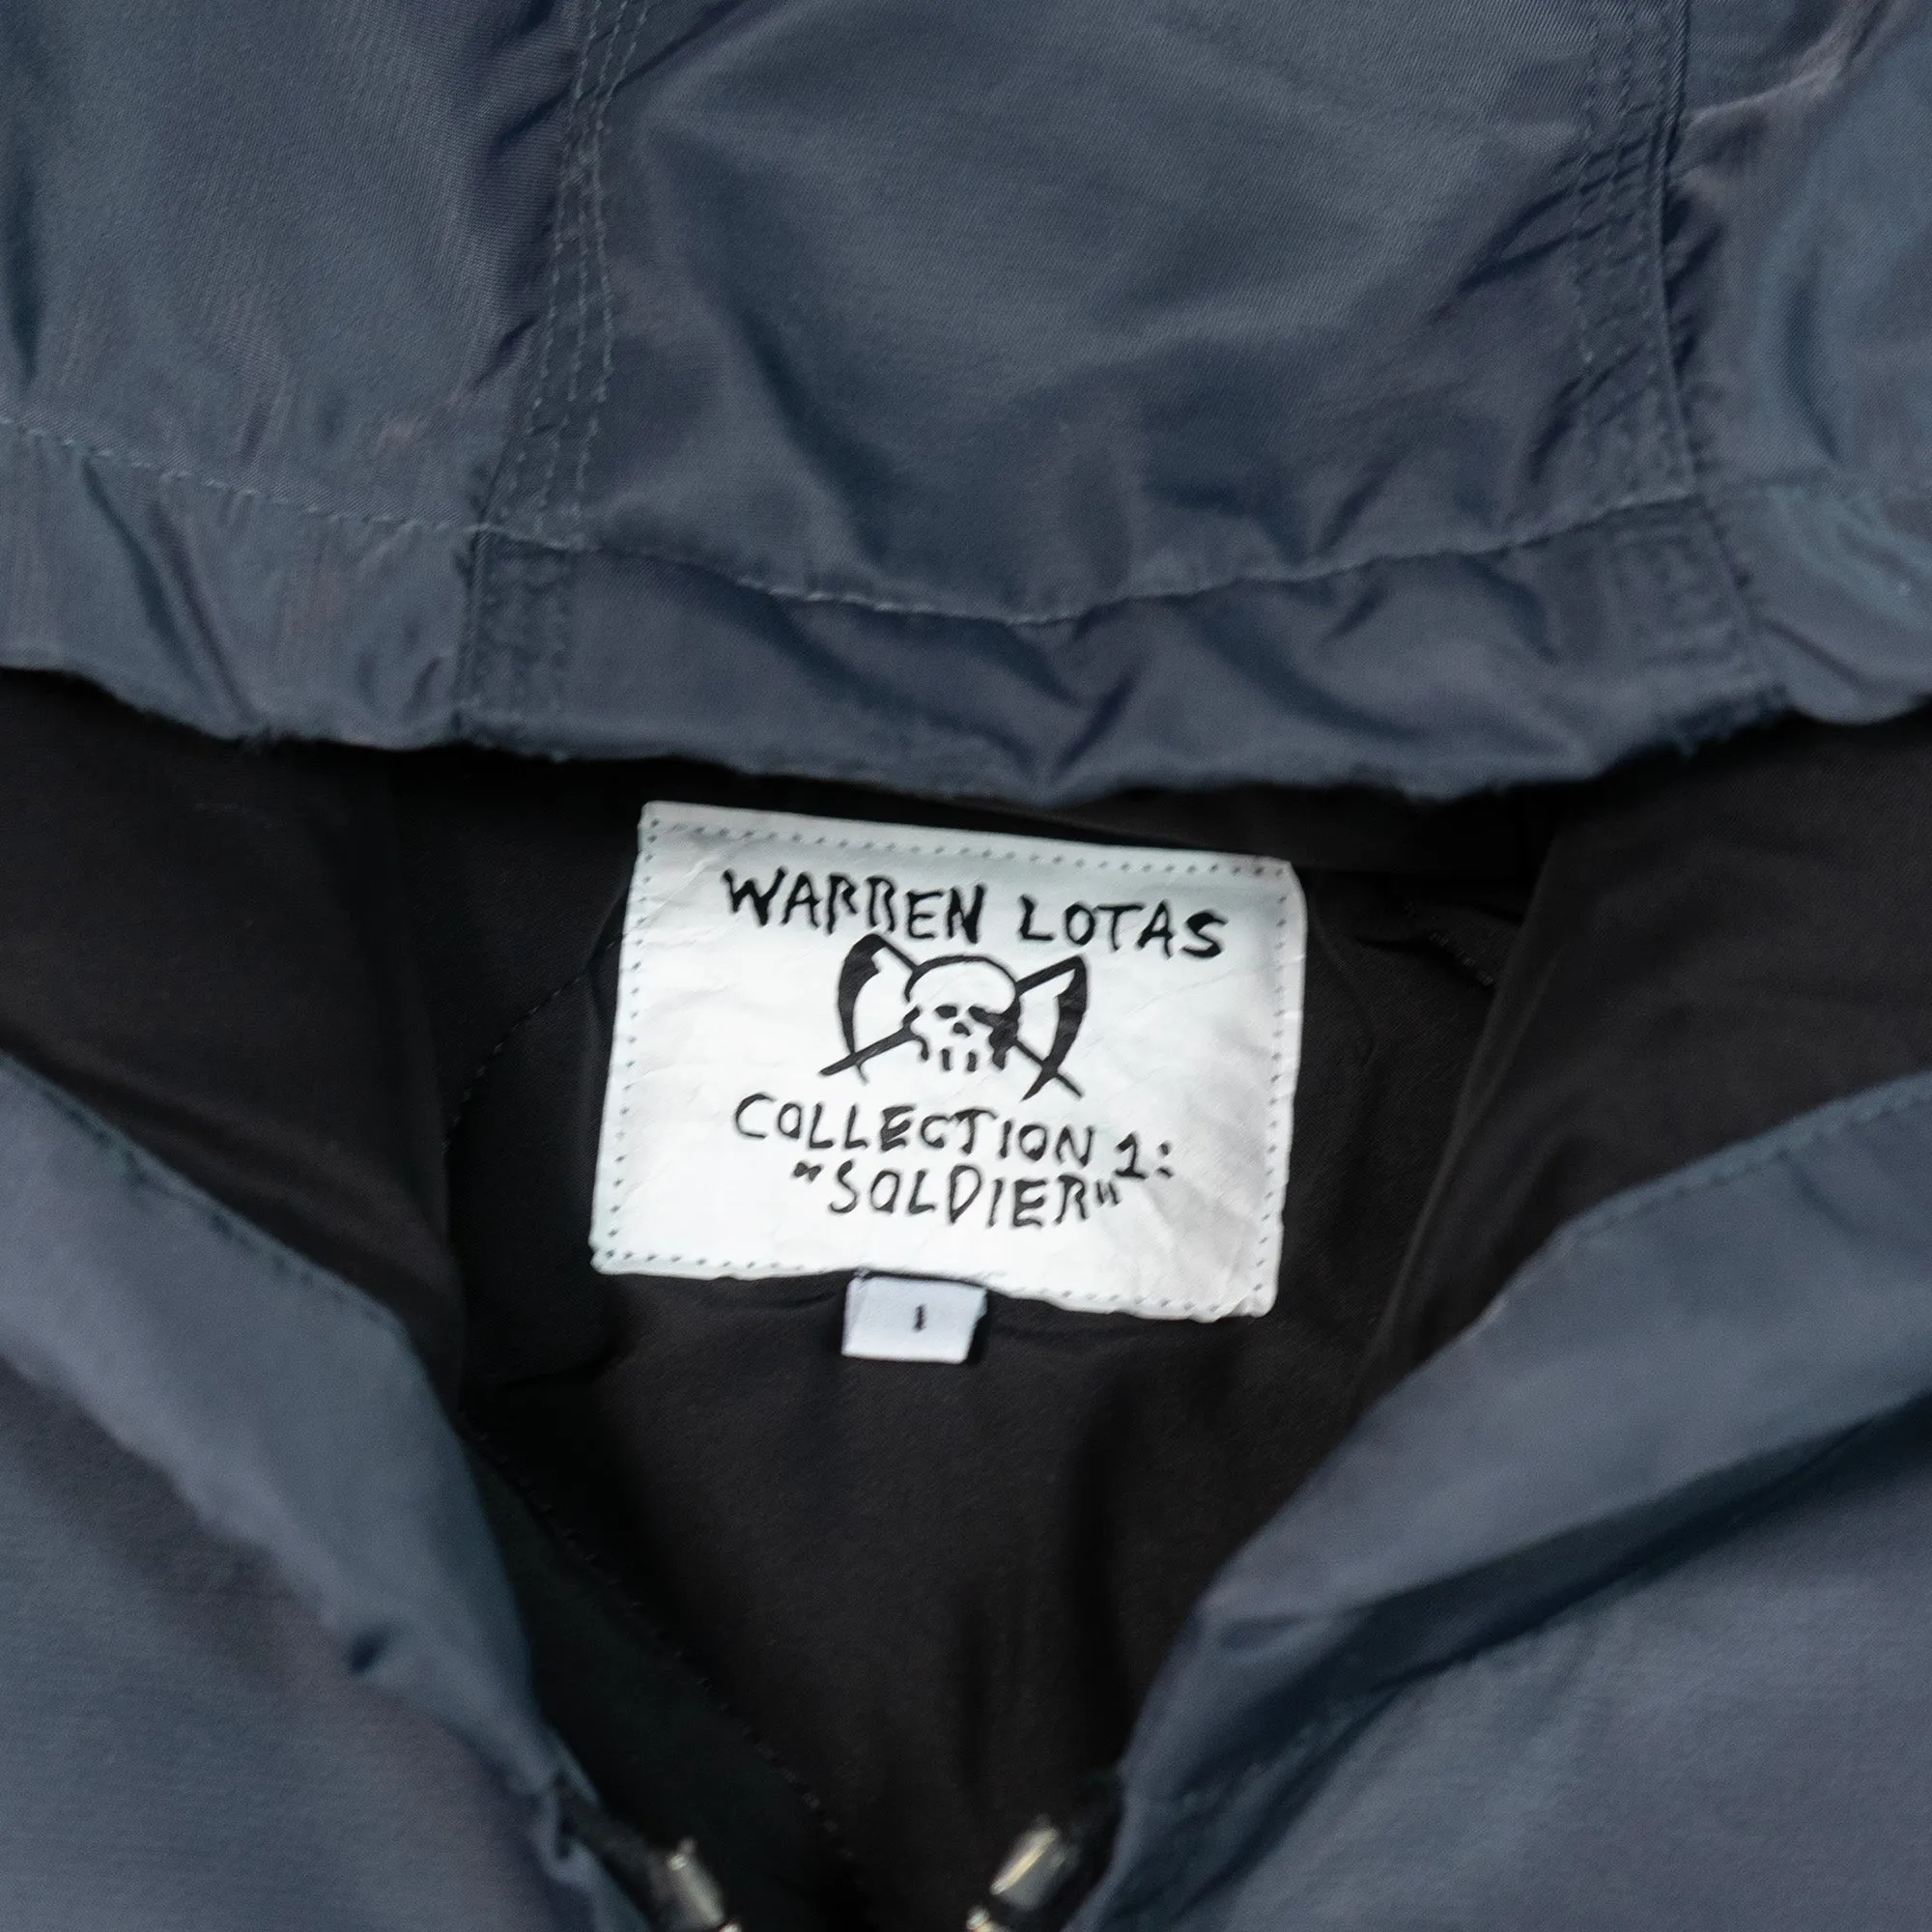 WARREN LOTAS
COLLECTION 1:
"SOLDIER"
1